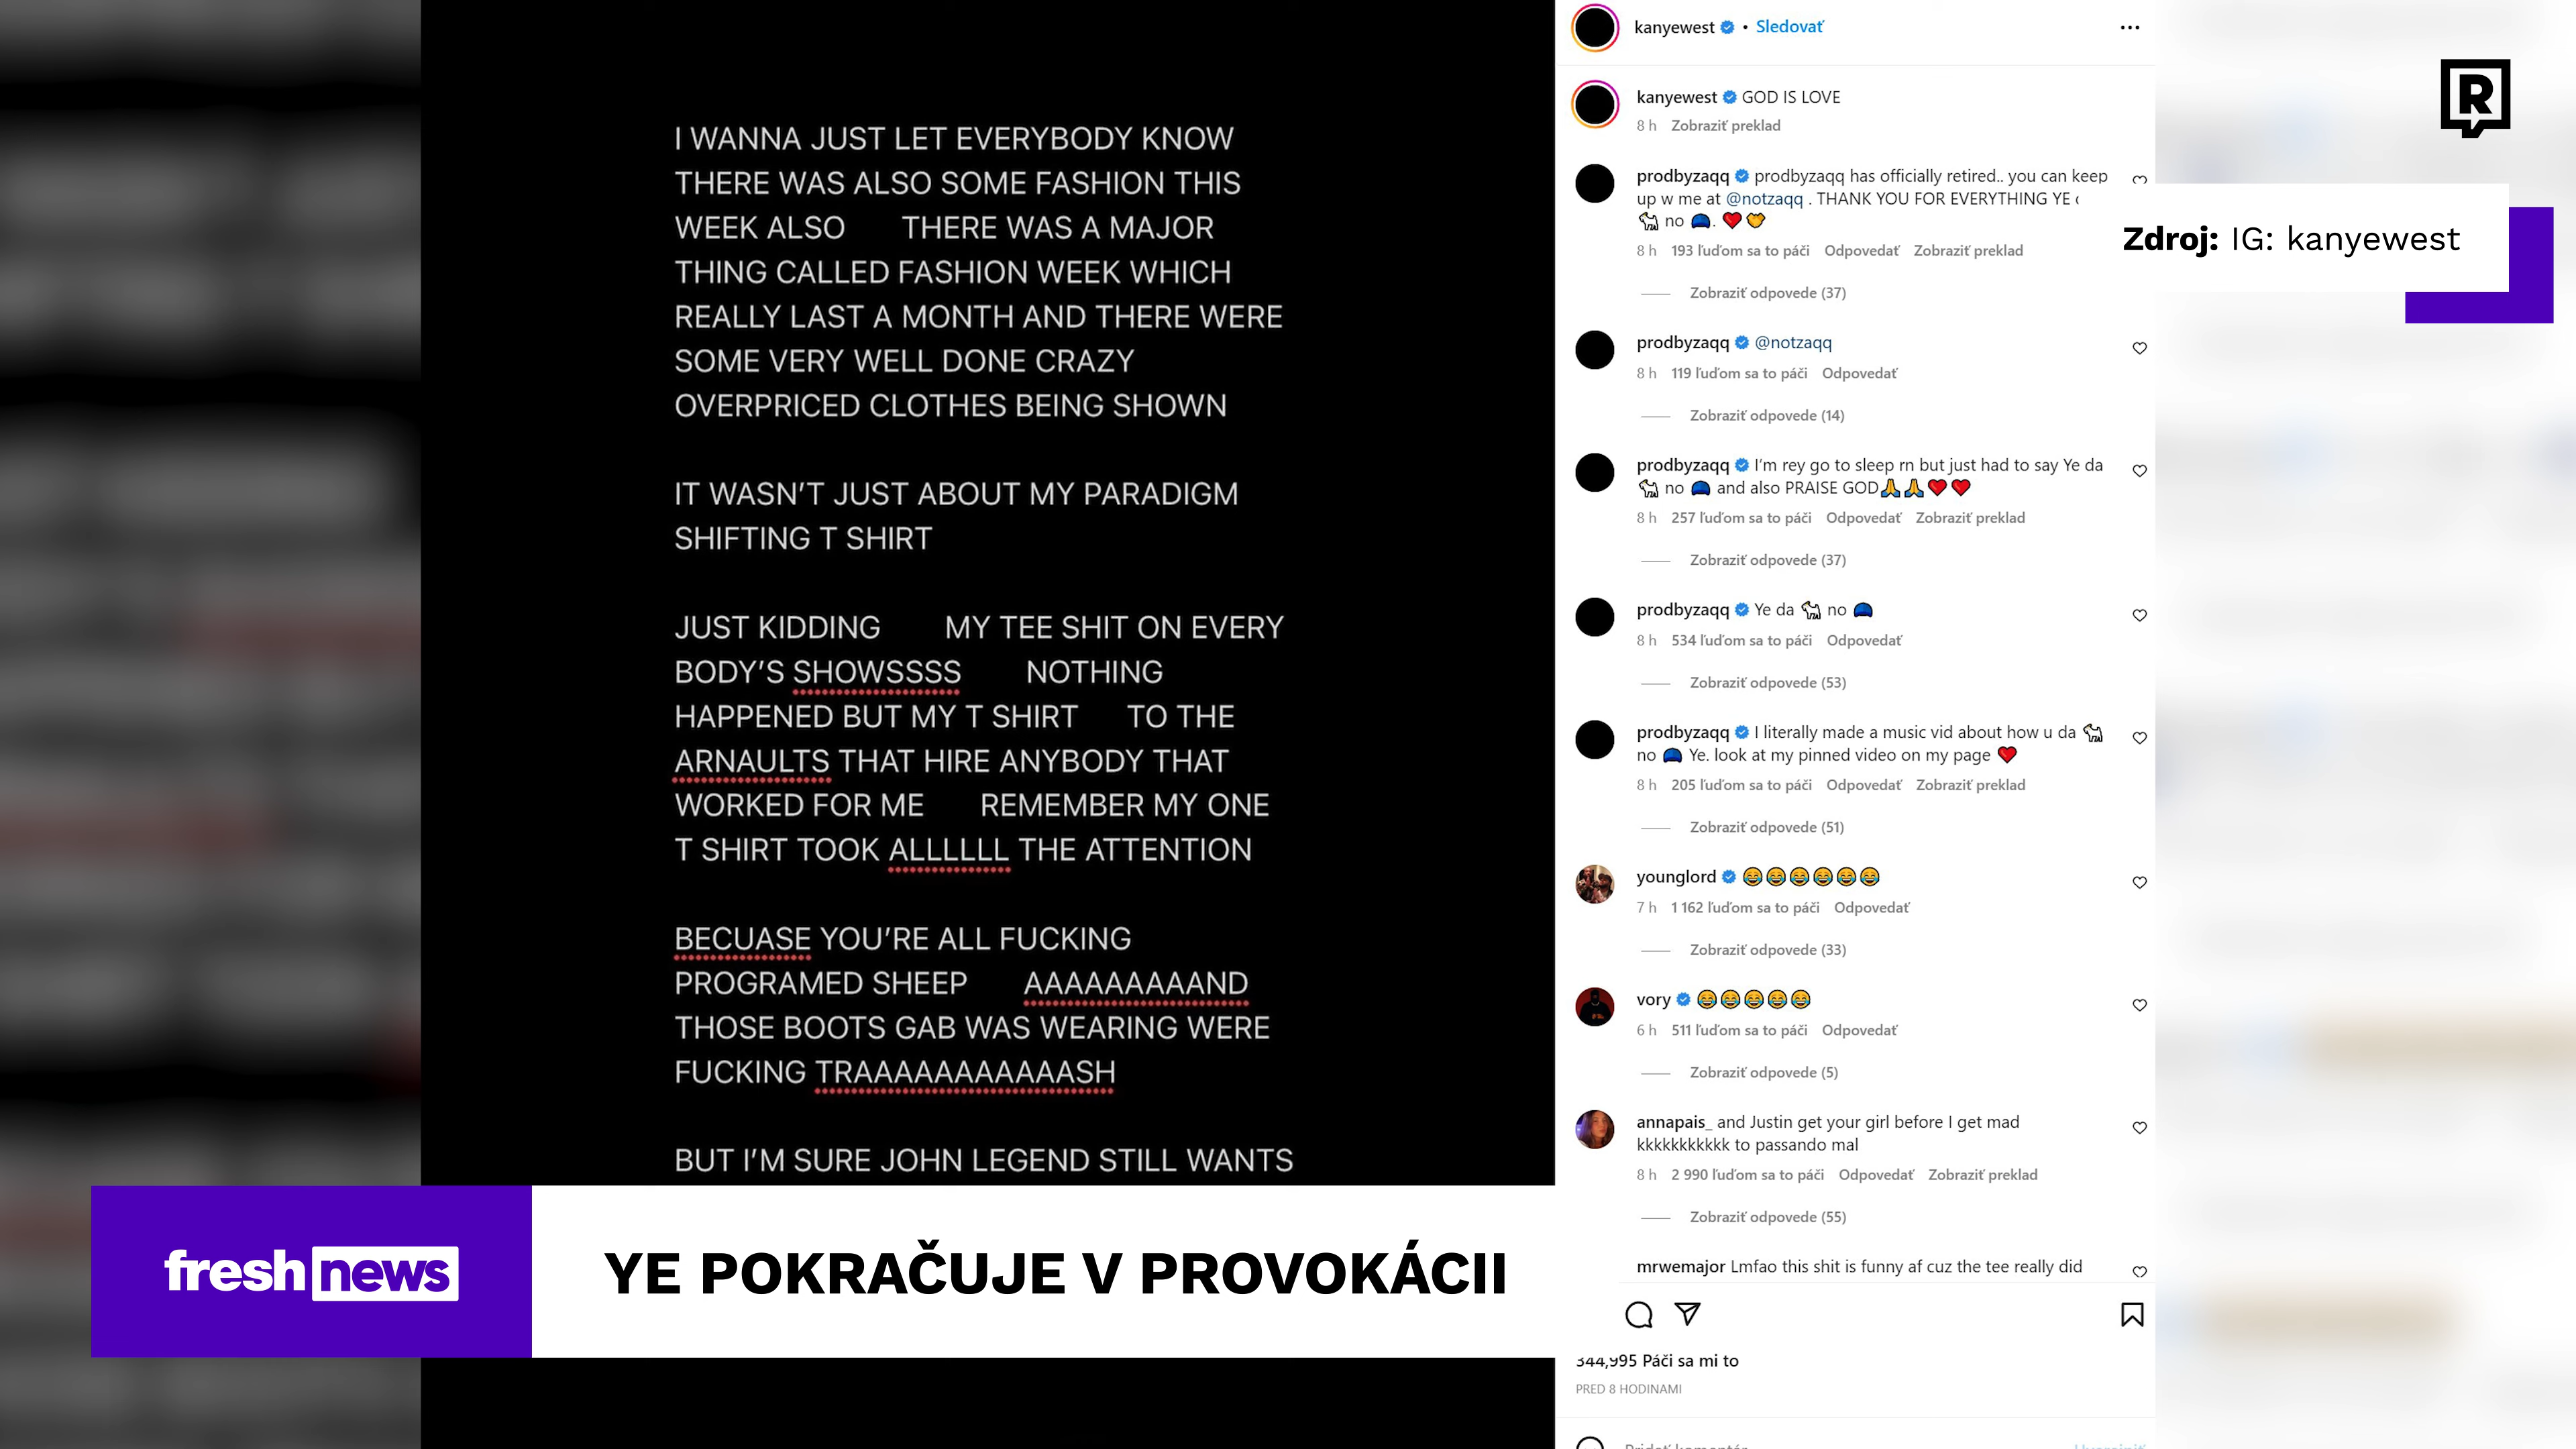 I WANNA JUST LET EVERYBODY KNOW
THERE WAS ALSO SOME FASHION THIS
WEEK ALSO THERE WAS A MAJOR
THING CALLED FASHION WEEK WHICH
REALLY LAST A MONTH AND THERE WERE
SOME VERY WELL DONE CRAZY
OVERPRICED CLOTHES BEING SHOWN
IT WASN'T JUST ABOUT MY PARADIGM
SHIFTING T SHIRT
JUST KIDDING MY TEE SHIT ON EVERY
BODY'S SHOWSSSS NOTHING
HAPPENED BUT MY T SHIRT TO THE
ARNAULTS THAT HIRE ANYBODY THAT
WORKED FOR ME REMEMBER MY ONE
T SHIRT TOOK ALLLLLL THE ATTENTION
BECUASE YOU'RE ALL FUCKING
PROGRAMED SHEEP AAAAAAAAAND
THOSE BOOTS GAB WAS WEARING WERE
FUCKING TRAAAAAAAAAAASH
BUT I'M SURE JOHN LEGEND STILL WANTS
fresh news
YE POKRAČUJE V PROVOKÁCII
kanyewest • Sledovať
kanyewest GOD IS LOVE
8 h Zobraziť preklad
prodbyzaqq prodbyzaqq has officially retired.. you can keep
up w me at @notzaqq . THANK YOU FOR EVERYTHING YE
🐐 no 🧢. ❤️🤝
8 h 193 ľuďom sa to páči Odpovedať Zobraziť preklad
Zobraziť odpovede (37)
prodbyzaqq @notzaqq
8 h 119 ľuďom sa to páči Odpovedať
Zobraziť odpovede (14)
prodbyzaqq I'm rey go to sleep rn but just had to say Ye da
🐐 no 🧢 and also PRAISE GOD🙏🙏❤️❤️
8 h 257 ľuďom sa to páči Odpovedať Zobraziť preklad
Zobraziť odpovede (37)
prodbyzaqq Ye da 🐐 no 🧢
8 h 534 ľuďom sa to páči Odpovedať
Zobraziť odpovede (53)
prodbyzaqq I literally made a music vid about how u da 🐐
no 🧢 Ye. look at my pinned video on my page ❤️
8 h 205 ľuďom sa to páči Odpovedať Zobraziť preklad
Zobraziť odpovede (51)
younglord 😂😂😂😂😂😂
7 h 1 162 ľuďom sa to páči Odpovedať
Zobraziť odpovede (33)
vory 😂😂😂😂😂
6 h 511 ľuďom sa to páči Odpovedať
Zobraziť odpovede (5)
annapais_ and Justin get your girl before I get mad
kkkkkkkkkkk to passando mal
8 h 2 990 ľuďom sa to páči Odpovedať Zobraziť preklad
Zobraziť odpovede (55)
mrwemajor Lmfao this shit is funny af cuz the tee really did
344,995 Páči sa mi to
PRED 8 HODINAMI
R
Zdroj: IG: kanyewest